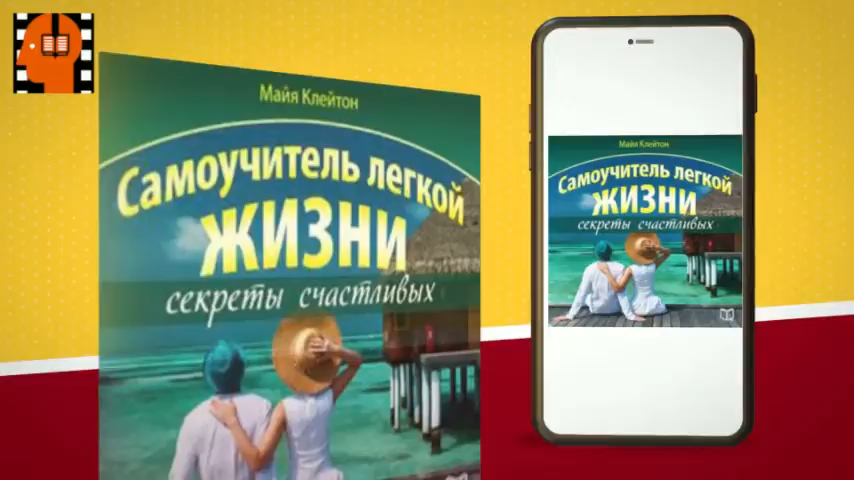 Майя Клейтон
Самоучитель легкой
жизни
секреты счастливых
Майя Клейтон
Самоучитель легкой
жизни
секреты счастливых